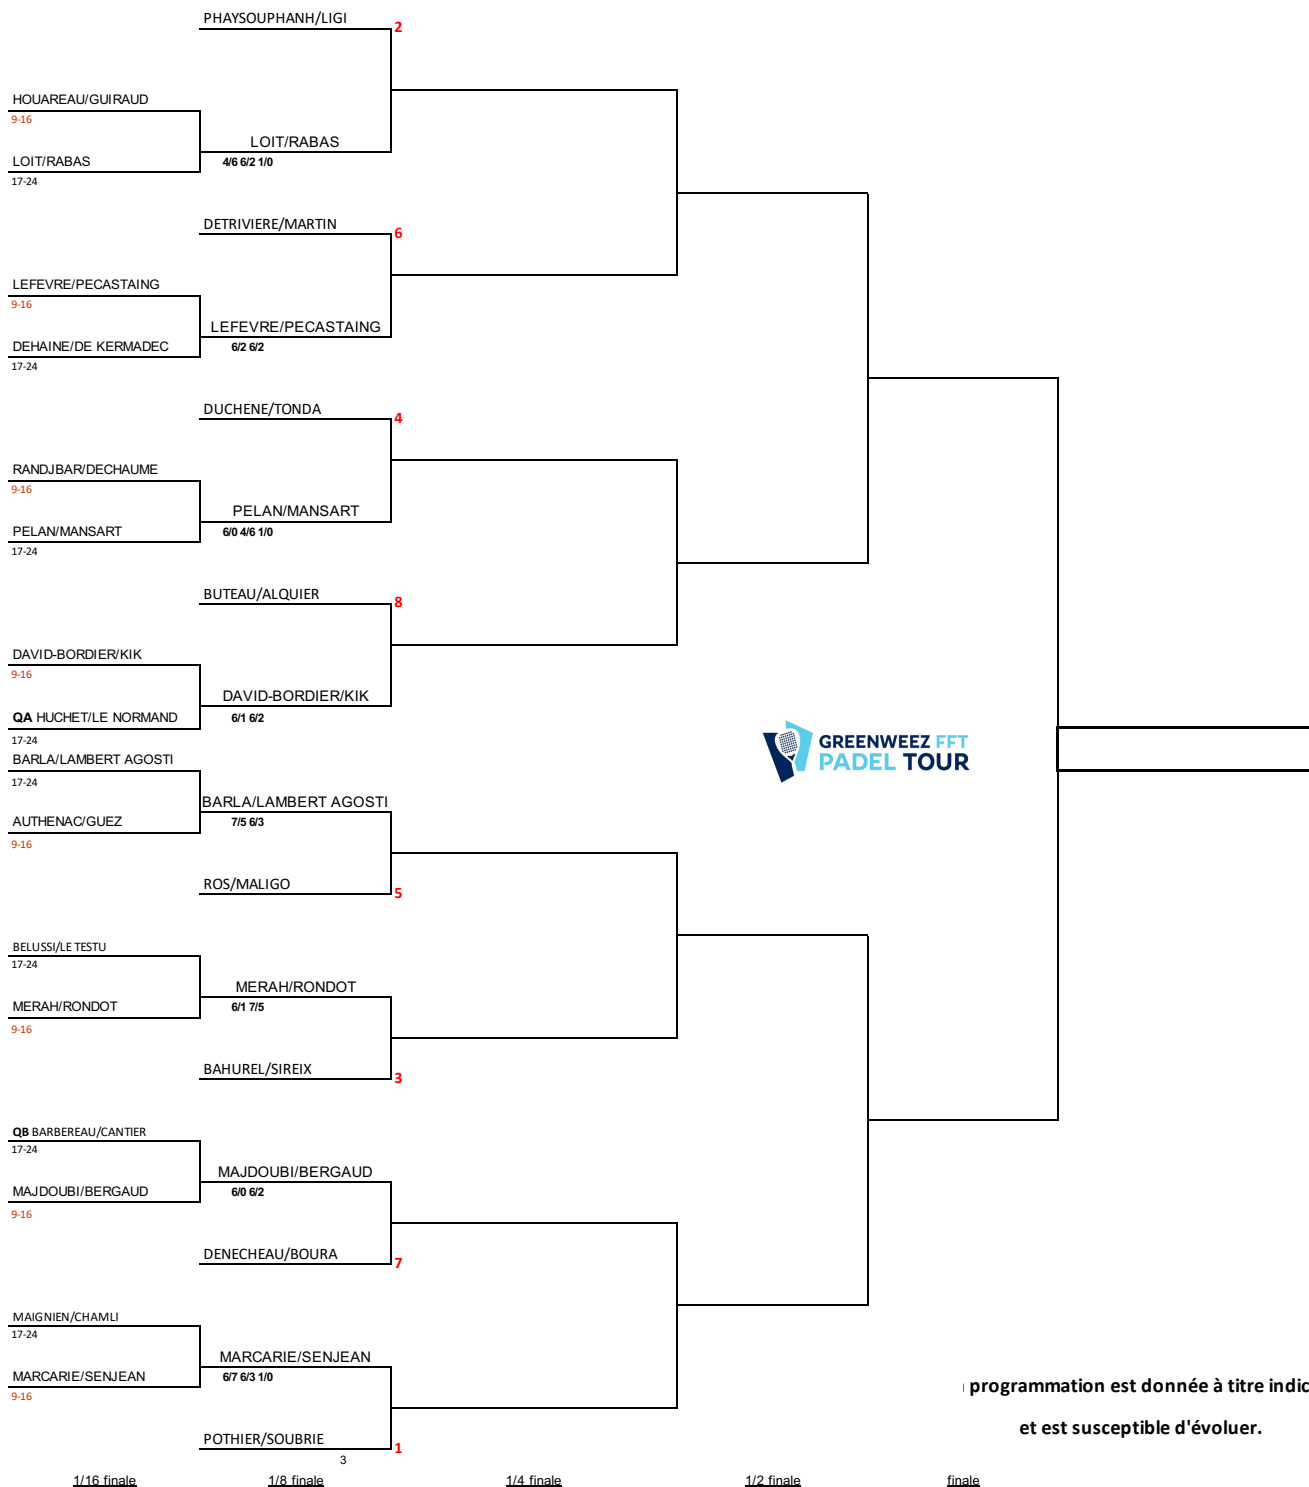 PHAYSOUPHANH/LIGI
2
HOUAREAU/GUIRAUD
9-16
LOIT/RABAS
4/6 6/2 1/0
LOIT/RABAS
17-24
DETRIVIERE/MARTIN
6
LEFEVRE/PECASTAING
9-16
LEFEVRE/PECASTAING
6/2 6/2
DEHAINE/DE KERMADEC
17-24
DUCHENE/TONDA
4
RANDJBAR/DECHAUME
9-16
PELAN/MANSART
6/0 4/6 1/0
PELAN/MANSART
17-24
BUTEAU/ALQUIER
8
DAVID-BORDIER/KIK
9-16
DAVID-BORDIER/KIK
6/1 6/2
QA HUCHET/LE NORMAND
17-24
GREENWEEZ FFT
PADEL TOUR
BARLA/LAMBERT AGOSTI
17-24
BARLA/LAMBERT AGOSTI
7/5 6/3
AUTHENAC/GUEZ
9-16
ROS/MALIGO
5
BELUSSI/LE TESTU
17-24
MERAH/RONDOT
6/1 7/5
MERAH/RONDOT
9-16
BAHUREL/SIREIX
3
QB BARBEREAU/CANTIER
17-24
MAJDOUBI/BERGAUD
6/0 6/2
MAJDOUBI/BERGAUD
9-16
DENECHEAU/BOURA
7
MAIGNIEN/CHAMLI
17-24
MARCARIE/SENJEAN
6/7 6/3 1/0
MARCARIE/SENJEAN
9-16
programmation est donnée à titre indic
et est susceptible d'évoluer.
POTHIER/SOUBRIE
1
3
1/16 finale
1/8 finale
1/4 finale
1/2 finale
finale